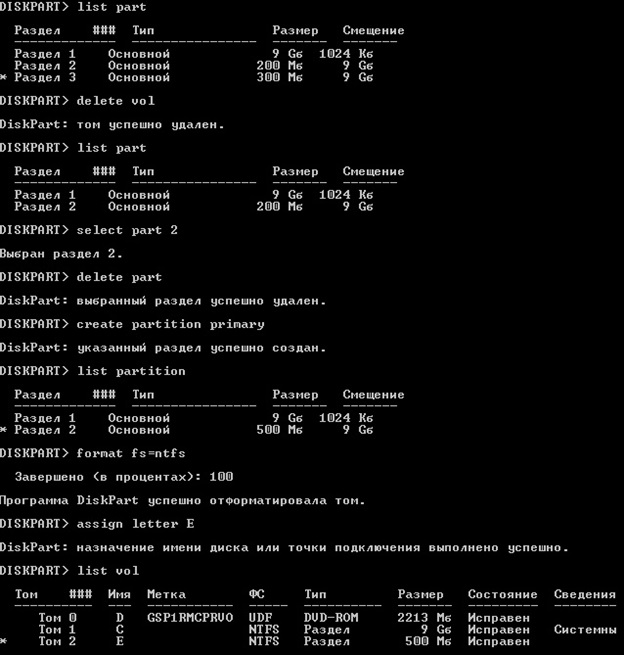 DISKPART> list part
Раздел ### Тип Размер Смещение
------------- ---------------- ------- -------
Раздел 1 Основной 9 Gб 1024 Kб
Раздел 2 Основной 200 Mб 9 Gб
* Раздел 3 Основной 300 Mб 9 Gб
DISKPART> delete vol
DiskPart: том успешно удален.
DISKPART> list part
Раздел ### Тип Размер Смещение
------------- ---------------- ------- -------
Раздел 1 Основной 9 Gб 1024 Kб
Раздел 2 Основной 200 Mб 9 Gб
DISKPART> select part 2
Выбран раздел 2.
DISKPART> delete part
DiskPart: выбранный раздел успешно удален.
DISKPART> create partition primary
DiskPart: указанный раздел успешно создан.
DISKPART> list partition
Раздел ### Тип Размер Смещение
------------- ---------------- ------- -------
Раздел 1 Основной 9 Gб 1024 Kб
* Раздел 2 Основной 500 Mб 9 Gб
DISKPART> format fs=ntfs
Завершено (в процентах): 100
Программа DiskPart успешно отформатировала том.
DISKPART> assign letter E
DiskPart: назначение имени диска или точки подключения выполнено успешно.
DISKPART> list vol
Том ### Имя Метка ФС Тип Размер Состояние Сведения
---------- --- ----------- ----- ---------- ------- --------- --------
Том 0 D GSP1RMCPRVO UDF DVD-ROM 2213 Mб Исправен
Том 1 C NTFS Раздел 9 Gб Исправен Системны
* Том 2 E NTFS Раздел 500 Mб Исправен